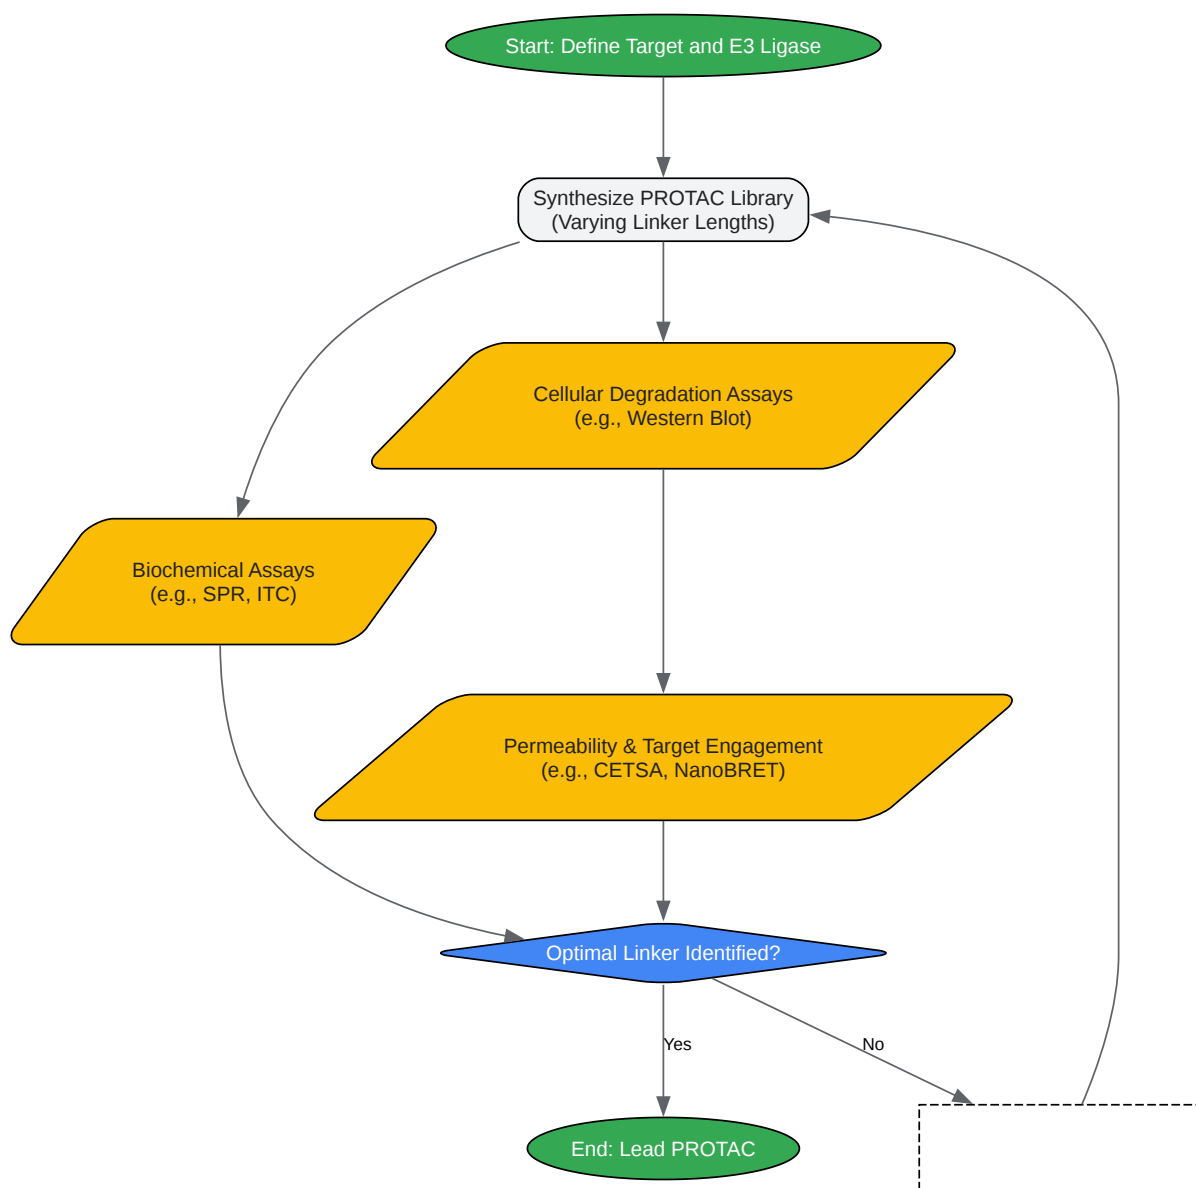 Start: Define Target and E3 Ligase
Synthesize PROTAC Library
(Varying Linker Lengths)
Cellular Degradation Assays
(e.g., Western Blot)
Biochemical Assays
(e.g., SPR, ITC)
Permeability & Target Engagement
(e.g., CETSA, NanoBRET)
Optimal Linker Identified?
Yes
No
End: Lead PROTAC